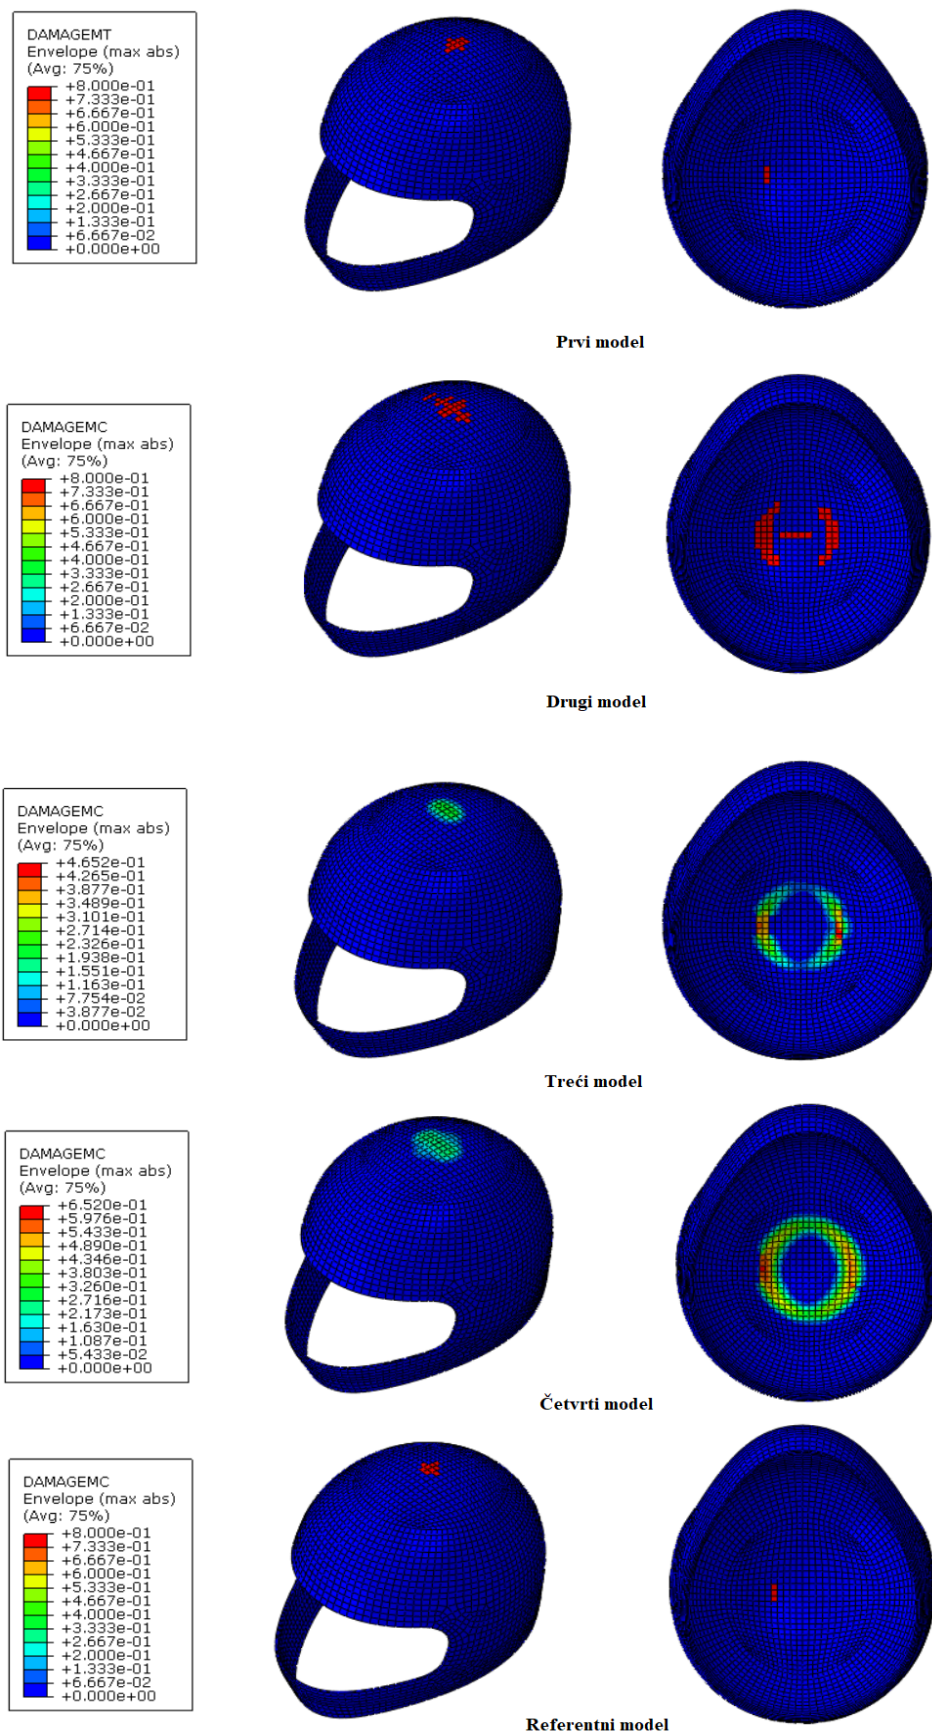 DAMAGEMT
Envelope (max abs)
(Avg: 75%)
+8.000e-01
+7.333e-01
+6.667e-01
+6.000e-01
+5.333e-01
+4.667e-01
+4.000e-01
+3.333e-01
+2.667e-01
+2.000e-01
+1.333e-01
+6.667e-02
+0.000e+00
Prvi model
DAMAGEMC
Envelope (max abs)
(Avg: 75%)
+8.000e-01
+7.333e-01
+6.667e-01
+6.000e-01
+5.333e-01
+4.667e-01
+4.000e-01
+3.333e-01
+2.667e-01
+2.000e-01
+1.333e-01
+6.667e-02
+0.000e+00
Drugi model
DAMAGEMC
Envelope (max abs)
(Avg: 75%)
+4.652e-01
+4.265e-01
+3.877e-01
+3.489e-01
+3.101e-01
+2.714e-01
+2.326e-01
+1.938e-01
+1.551e-01
+1.163e-01
+7.754e-02
+3.877e-02
+0.000e+00
Treći model
DAMAGEMC
Envelope (max abs)
(Avg: 75%)
+6.520e-01
+5.976e-01
+5.433e-01
+4.890e-01
+4.346e-01
+3.803e-01
+3.260e-01
+2.716e-01
+2.173e-01
+1.630e-01
+1.087e-01
+5.433e-02
+0.000e+00
Četvrti model
DAMAGEMC
Envelope (max abs)
(Avg: 75%)
+8.000e-01
+7.333e-01
+6.667e-01
+6.000e-01
+5.333e-01
+4.667e-01
+4.000e-01
+3.333e-01
+2.667e-01
+2.000e-01
+1.333e-01
+6.667e-02
+0.000e+00
Referentni model